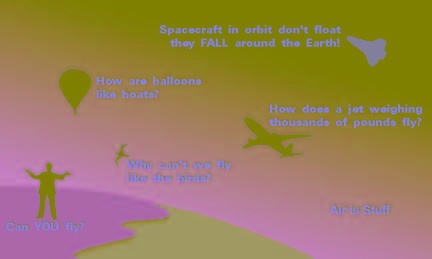 Spacecraft in orbit don't float
they FALL around the Earth!
How are balloons
like boats?
How does a jet weighing
thousands of pounds fly?
Why can't we fly
like the birds?
Air is Stuff
Can YOU fly?